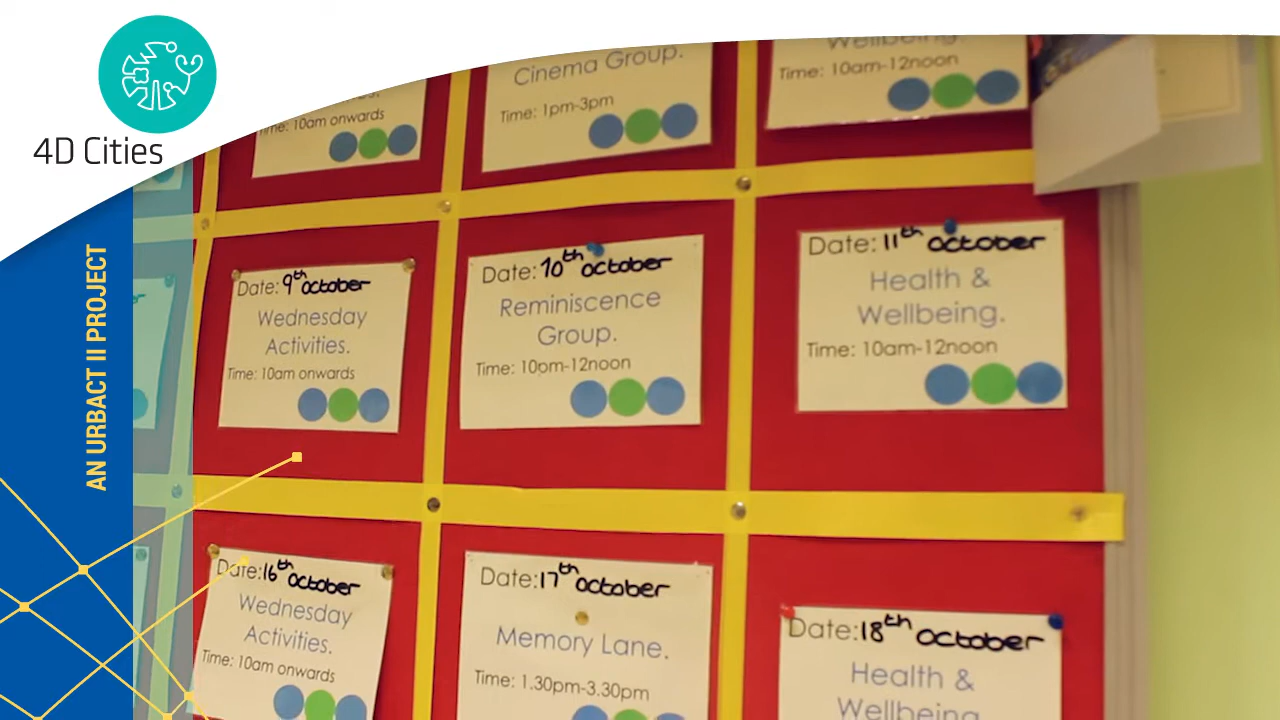 4D Cities
AN URBACT II PROJECT
Time: 10am onwards
Cinema Group.
Time: 1pm-3pm
Wellbeing.
Time: 10am-12noon
Date: 9th october
Wednesday
Activities.
Time: 10am onwards
Date: 10th october
Reminiscence
Group.
Time: 10pm-12noon
Date: 11th october
Health &
Wellbeing.
Time: 10am-12noon
Date: 16th october
Wednesday
Activities.
Time: 10am onwards
Date: 17th october
Memory Lane.
Time: 1.30pm-3.30pm
Date: 18th october
Health &
Wellbeing